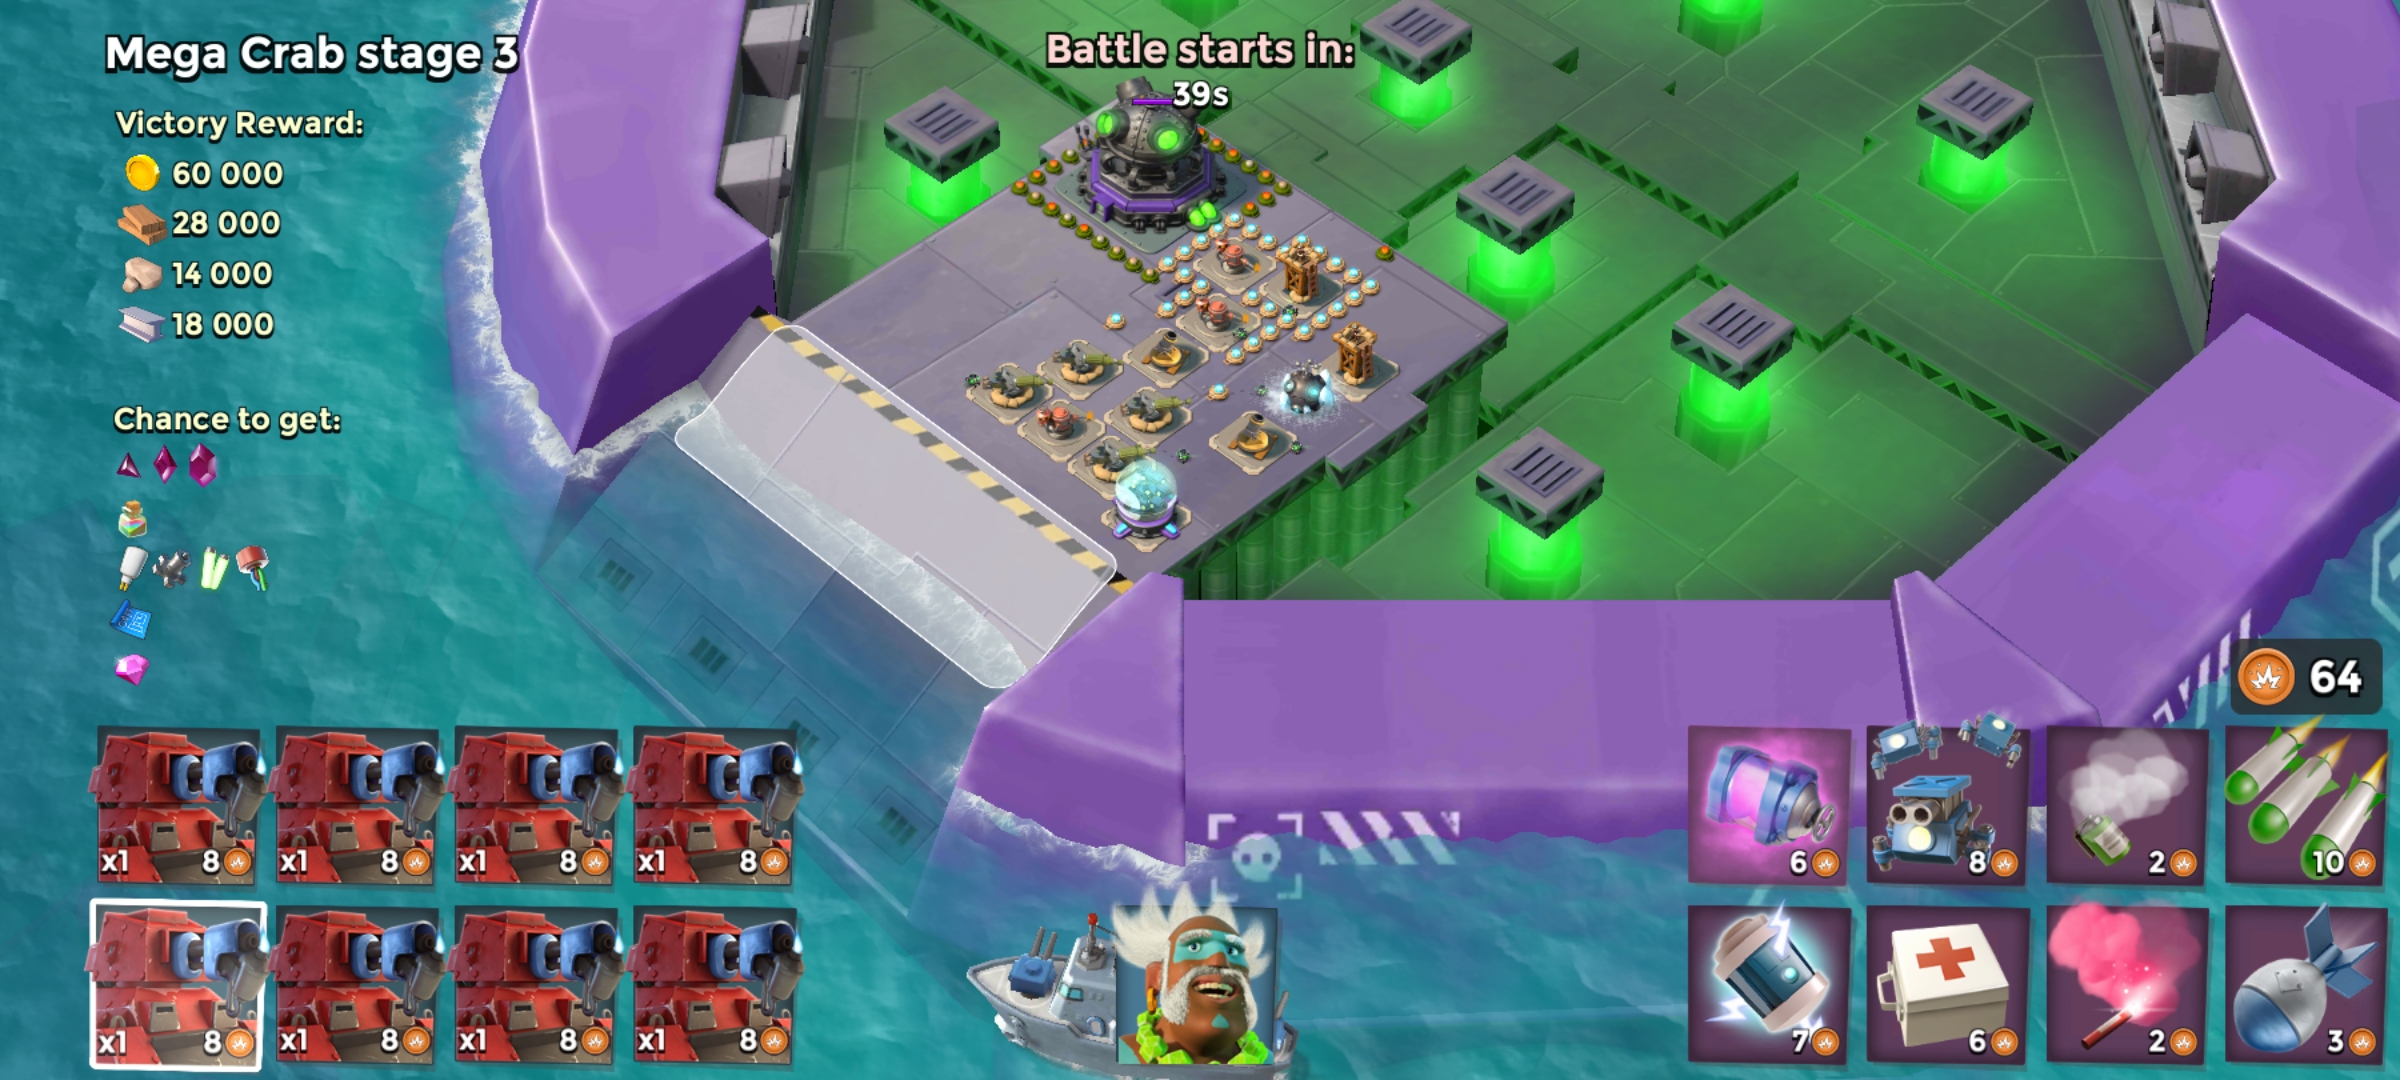 Mega Crab stage 3
Battle starts in:
39s
Victory Reward:
60 000
28 000
14 000
18 000
Chance to get:
64
x1 8
x1 8
x1 8
x1 8
6
8
2
10
x1 8
x1 8
x1 8
x1 8
7
6
2
3